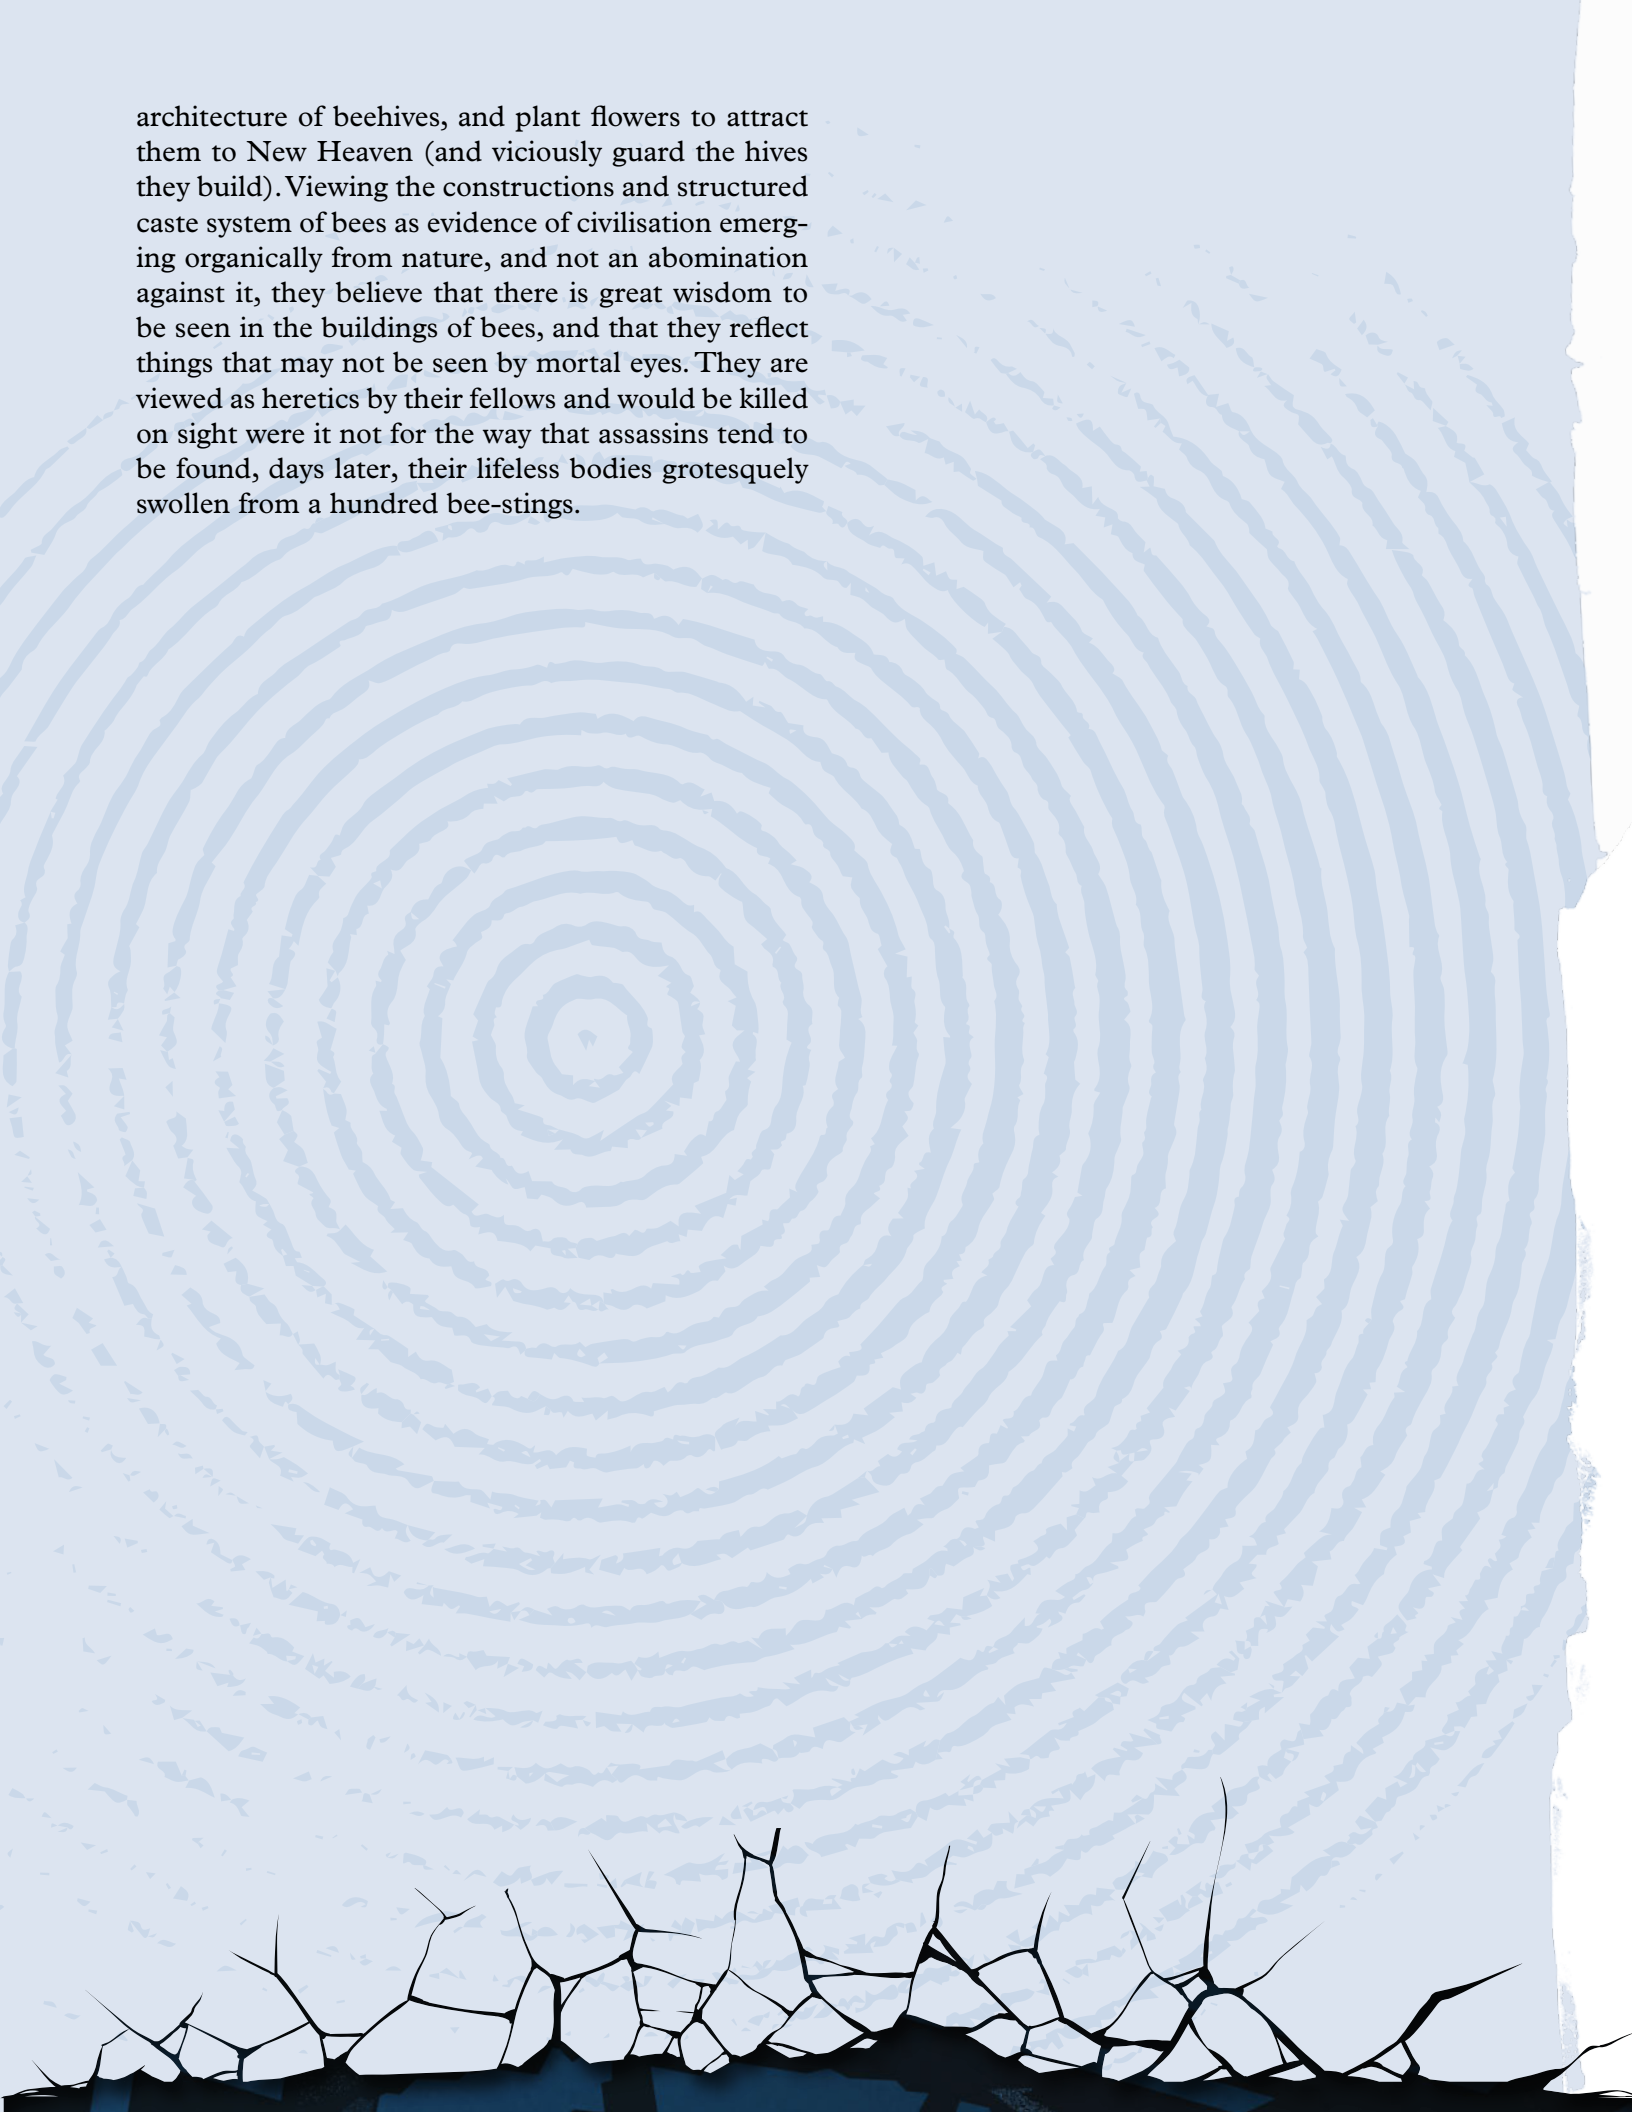 architecture of beehives, and plant flowers to attract
them to New Heaven (and viciously guard the hives
they build). Viewing the constructions and structured
caste system of bees as evidence of civilisation emerg-
ing organically from nature, and not an abomination
against it, they believe that there is great wisdom to
be seen in the buildings of bees, and that they reflect
things that may not be seen by mortal eyes. They are
viewed as heretics by their fellows and would be killed
on sight were it not for the way that assassins tend to
be found, days later, their lifeless bodies grotesquely
swollen from a hundred bee-stings.